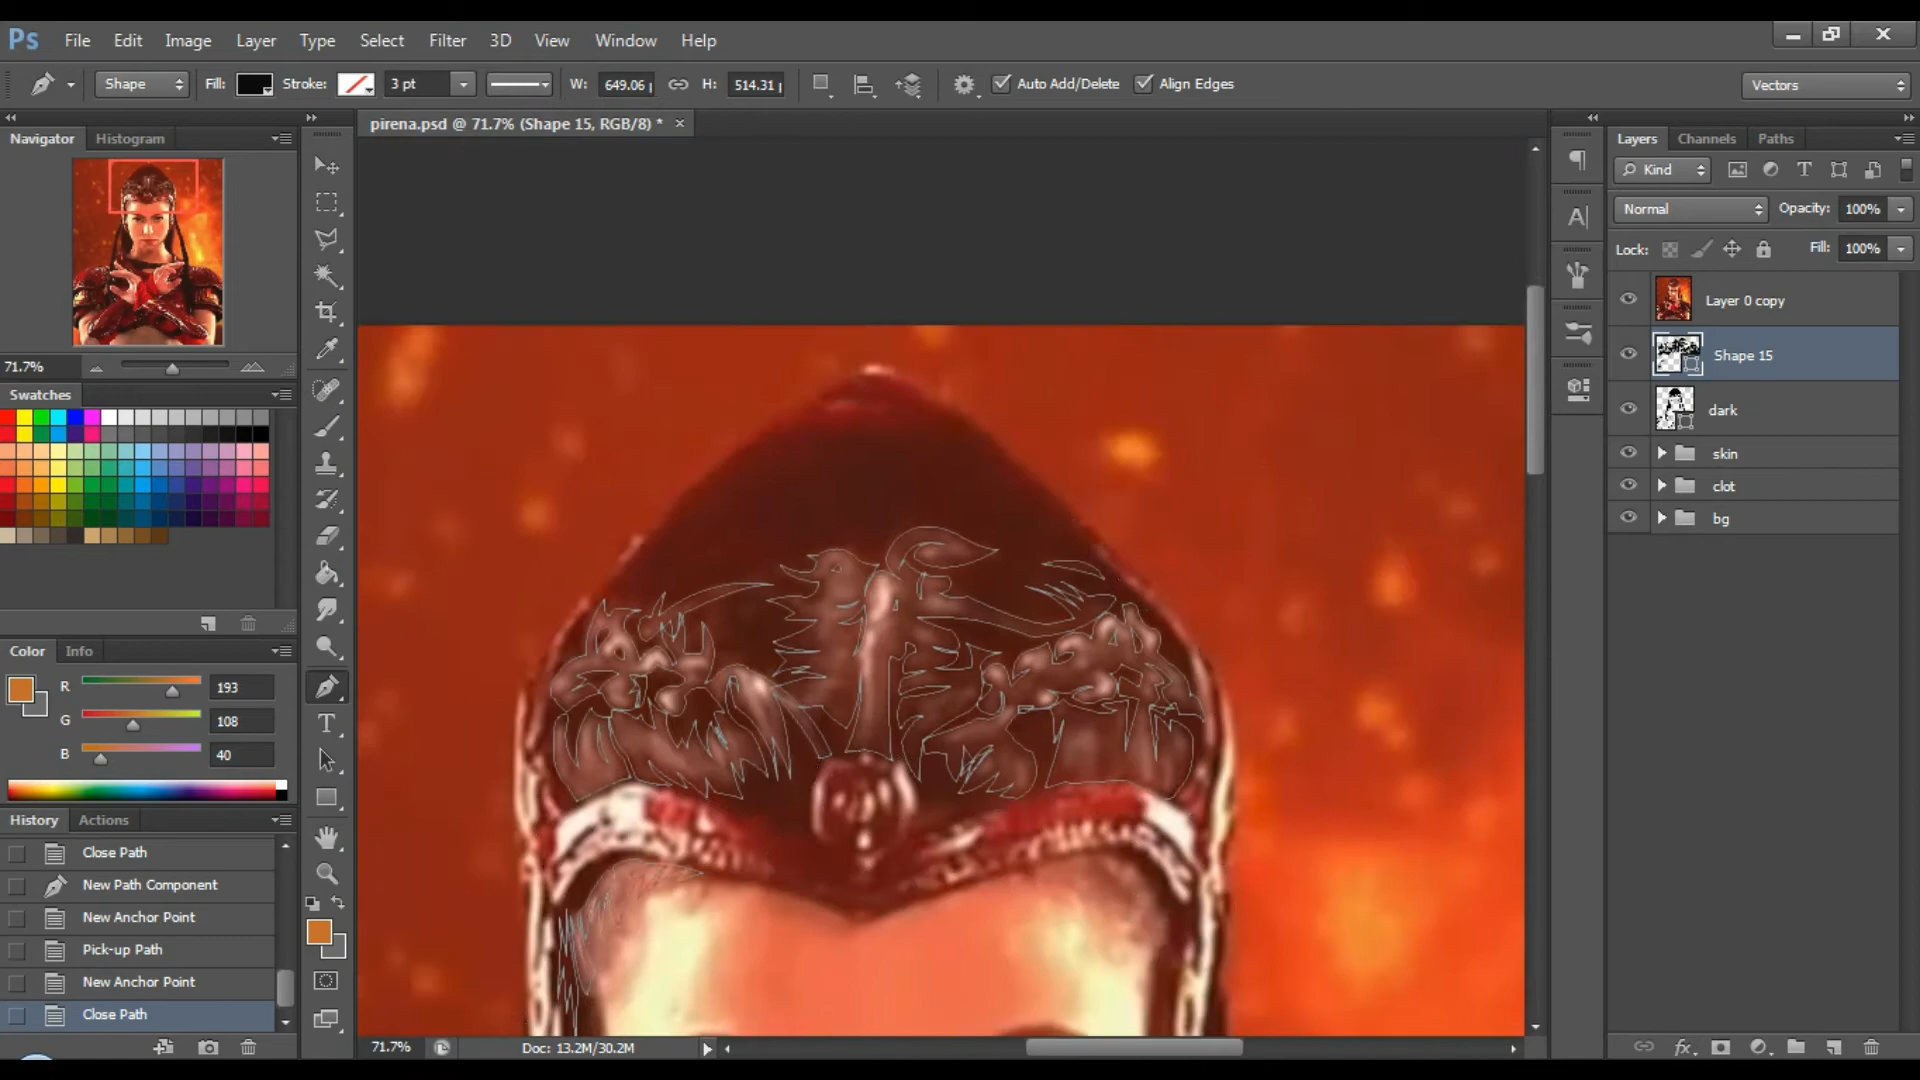 Ps File Edit Image Layer Type Select Filter 3D View Window Help
Shape Fill: Stroke: 3 pt W: 649.06 p H: 514.31 p Auto Add/Delete Align Edges Vectors
Navigator Histogram
pirena.psd @ 71.7% (Shape 15, RGB/8) * ×
Layers Channels Paths
Kind
Normal Opacity: 100%
Lock: Fill: 100%
Layer 0 copy
Shape 15
dark
skin
clot
bg
71.7%
Swatches
Color Info
R 193
G 108
B 40
History Actions
Close Path
New Path Component
New Anchor Point
Pick-up Path
New Anchor Point
Close Path
71.7% Doc: 13.2M/30.2M